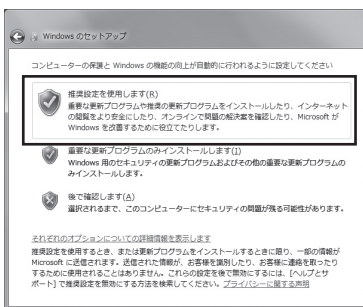 Windows のセットアップ
コンピューターの保護と Windows の機能の向上が自動的に行われるように設定してください
推奨設定を使用します(R)
重要な更新プログラムや推奨の更新プログラムをインストールしたり、インターネット
の閲覧をより安全にしたり、オンラインで問題の解決策を確認したり、Microsoft が
Windows を改善するために役立てたりします。
重要な更新プログラムのみインストールします(I)
Windows 用のセキュリティの更新プログラムおよびその他の重要な更新プログラムの
みインストールします。
後で確認します(A)
選択されるまで、このコンピューターにセキュリティの問題が残る可能性があります。
それぞれのオプションについての詳細情報を表示します
推奨設定を使用するとき、または更新プログラムをインストールするときに限り、一部の情報が
Microsoft に送信されます。送信された情報が、お客様を識別したり、お客様に連絡を取ったり
するために使用されることはありません。これらの設定を後で無効にするには、[ヘルプとサ
ポート] で推奨設定を無効にする方法を検索してください。プライバシーに関する声明